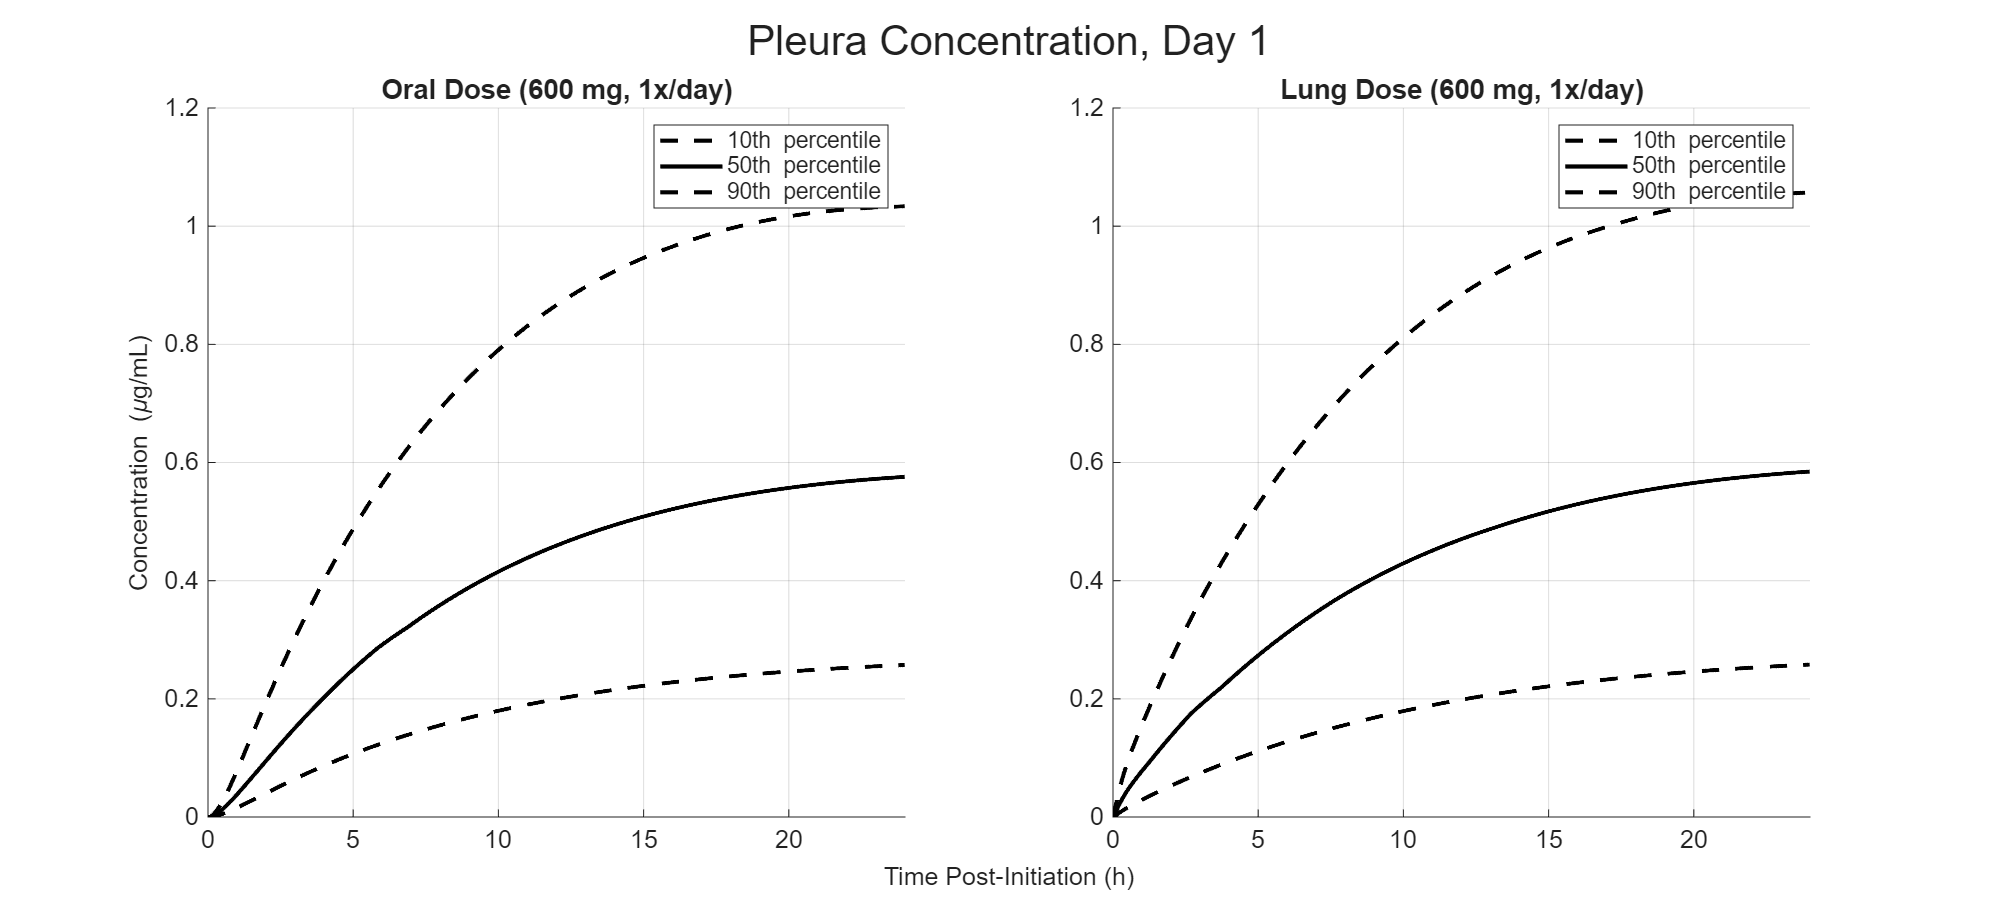 Pleura Concentration, Day 1
Oral Dose (600 mg, 1x/day)
1.2
1
0.8
0.6
0.4
0.2
0
0
5
10
15
20
10th percentile
50th percentile
90th percentile
Concentration (μg/mL)
Lung Dose (600 mg, 1x/day)
1.2
1
0.8
0.6
0.4
0.2
0
0
5
10
15
20
10th percentile
50th percentile
90th percentile
Time Post-Initiation (h)